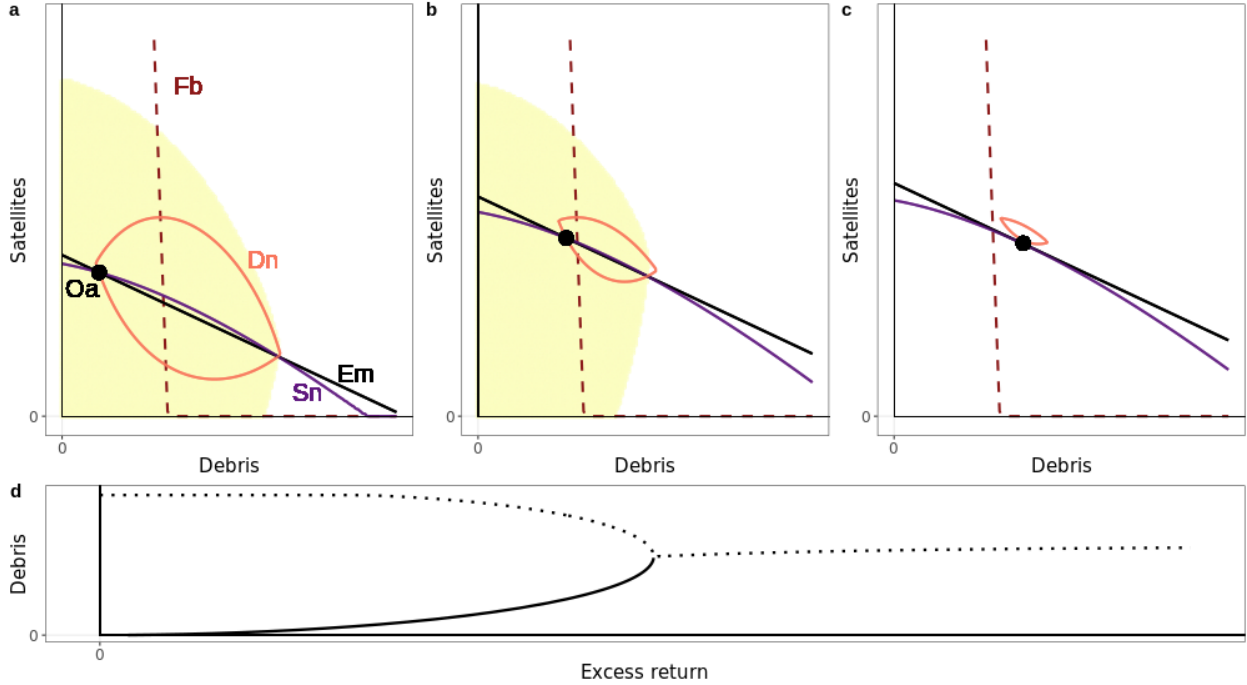 a
b
c
Fb
Dn
Oa
Em
Sn
Satellites
Satellites
Satellites
0
0
0
0
0
0
Debris
Debris
Debris
d
Debris
0
0
Excess return